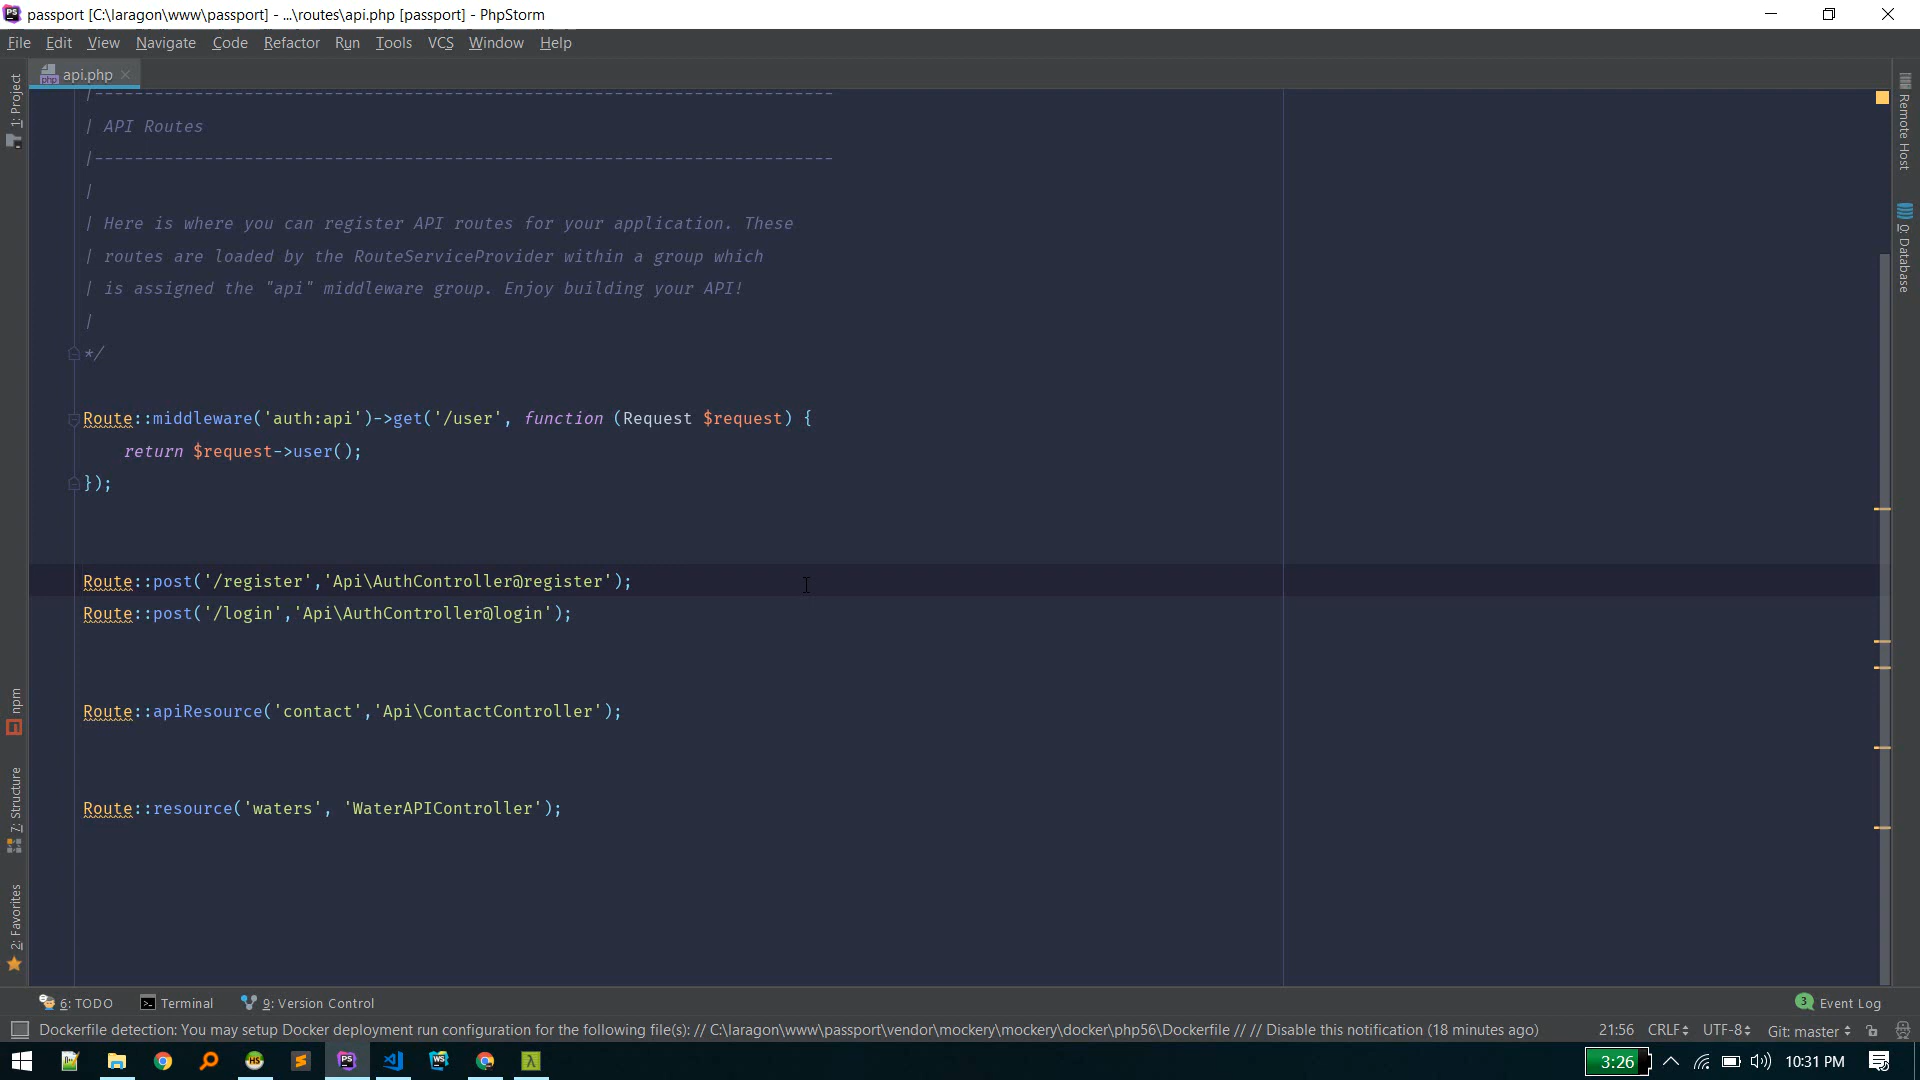 passport [C:\laragon\www\passport] - ...\routes\api.php [passport] - PhpStorm
File Edit View Navigate Code Refactor Run Tools VCS Window Help
api.php
1: Project
Remote Host
0: Database
|--------------------------------------------------------------------------
| API Routes
|--------------------------------------------------------------------------
|
| Here is where you can register API routes for your application. These
| routes are loaded by the RouteServiceProvider within a group which
| is assigned the "api" middleware group. Enjoy building your API!
|
*/
Route::middleware('auth:api')->get('/user', function (Request $request) {
    return $request->user();
});
Route::post('/register','Api\AuthController@register');
Route::post('/login','Api\AuthController@login');
Route::apiResource('contact','Api\ContactController');
Route::resource('waters', 'WaterAPIController');
npm
7: Structure
2: Favorites
6: TODO Terminal 9: Version Control 3 Event Log
Dockerfile detection: You may setup Docker deployment run configuration for the following file(s): // C:\laragon\www\passport\vendor\mockery\mockery\docker\php56\Dockerfile // // Disable this notification (18 minutes ago) 21:56 CRLF UTF-8 Git: master
3:26 10:31 PM